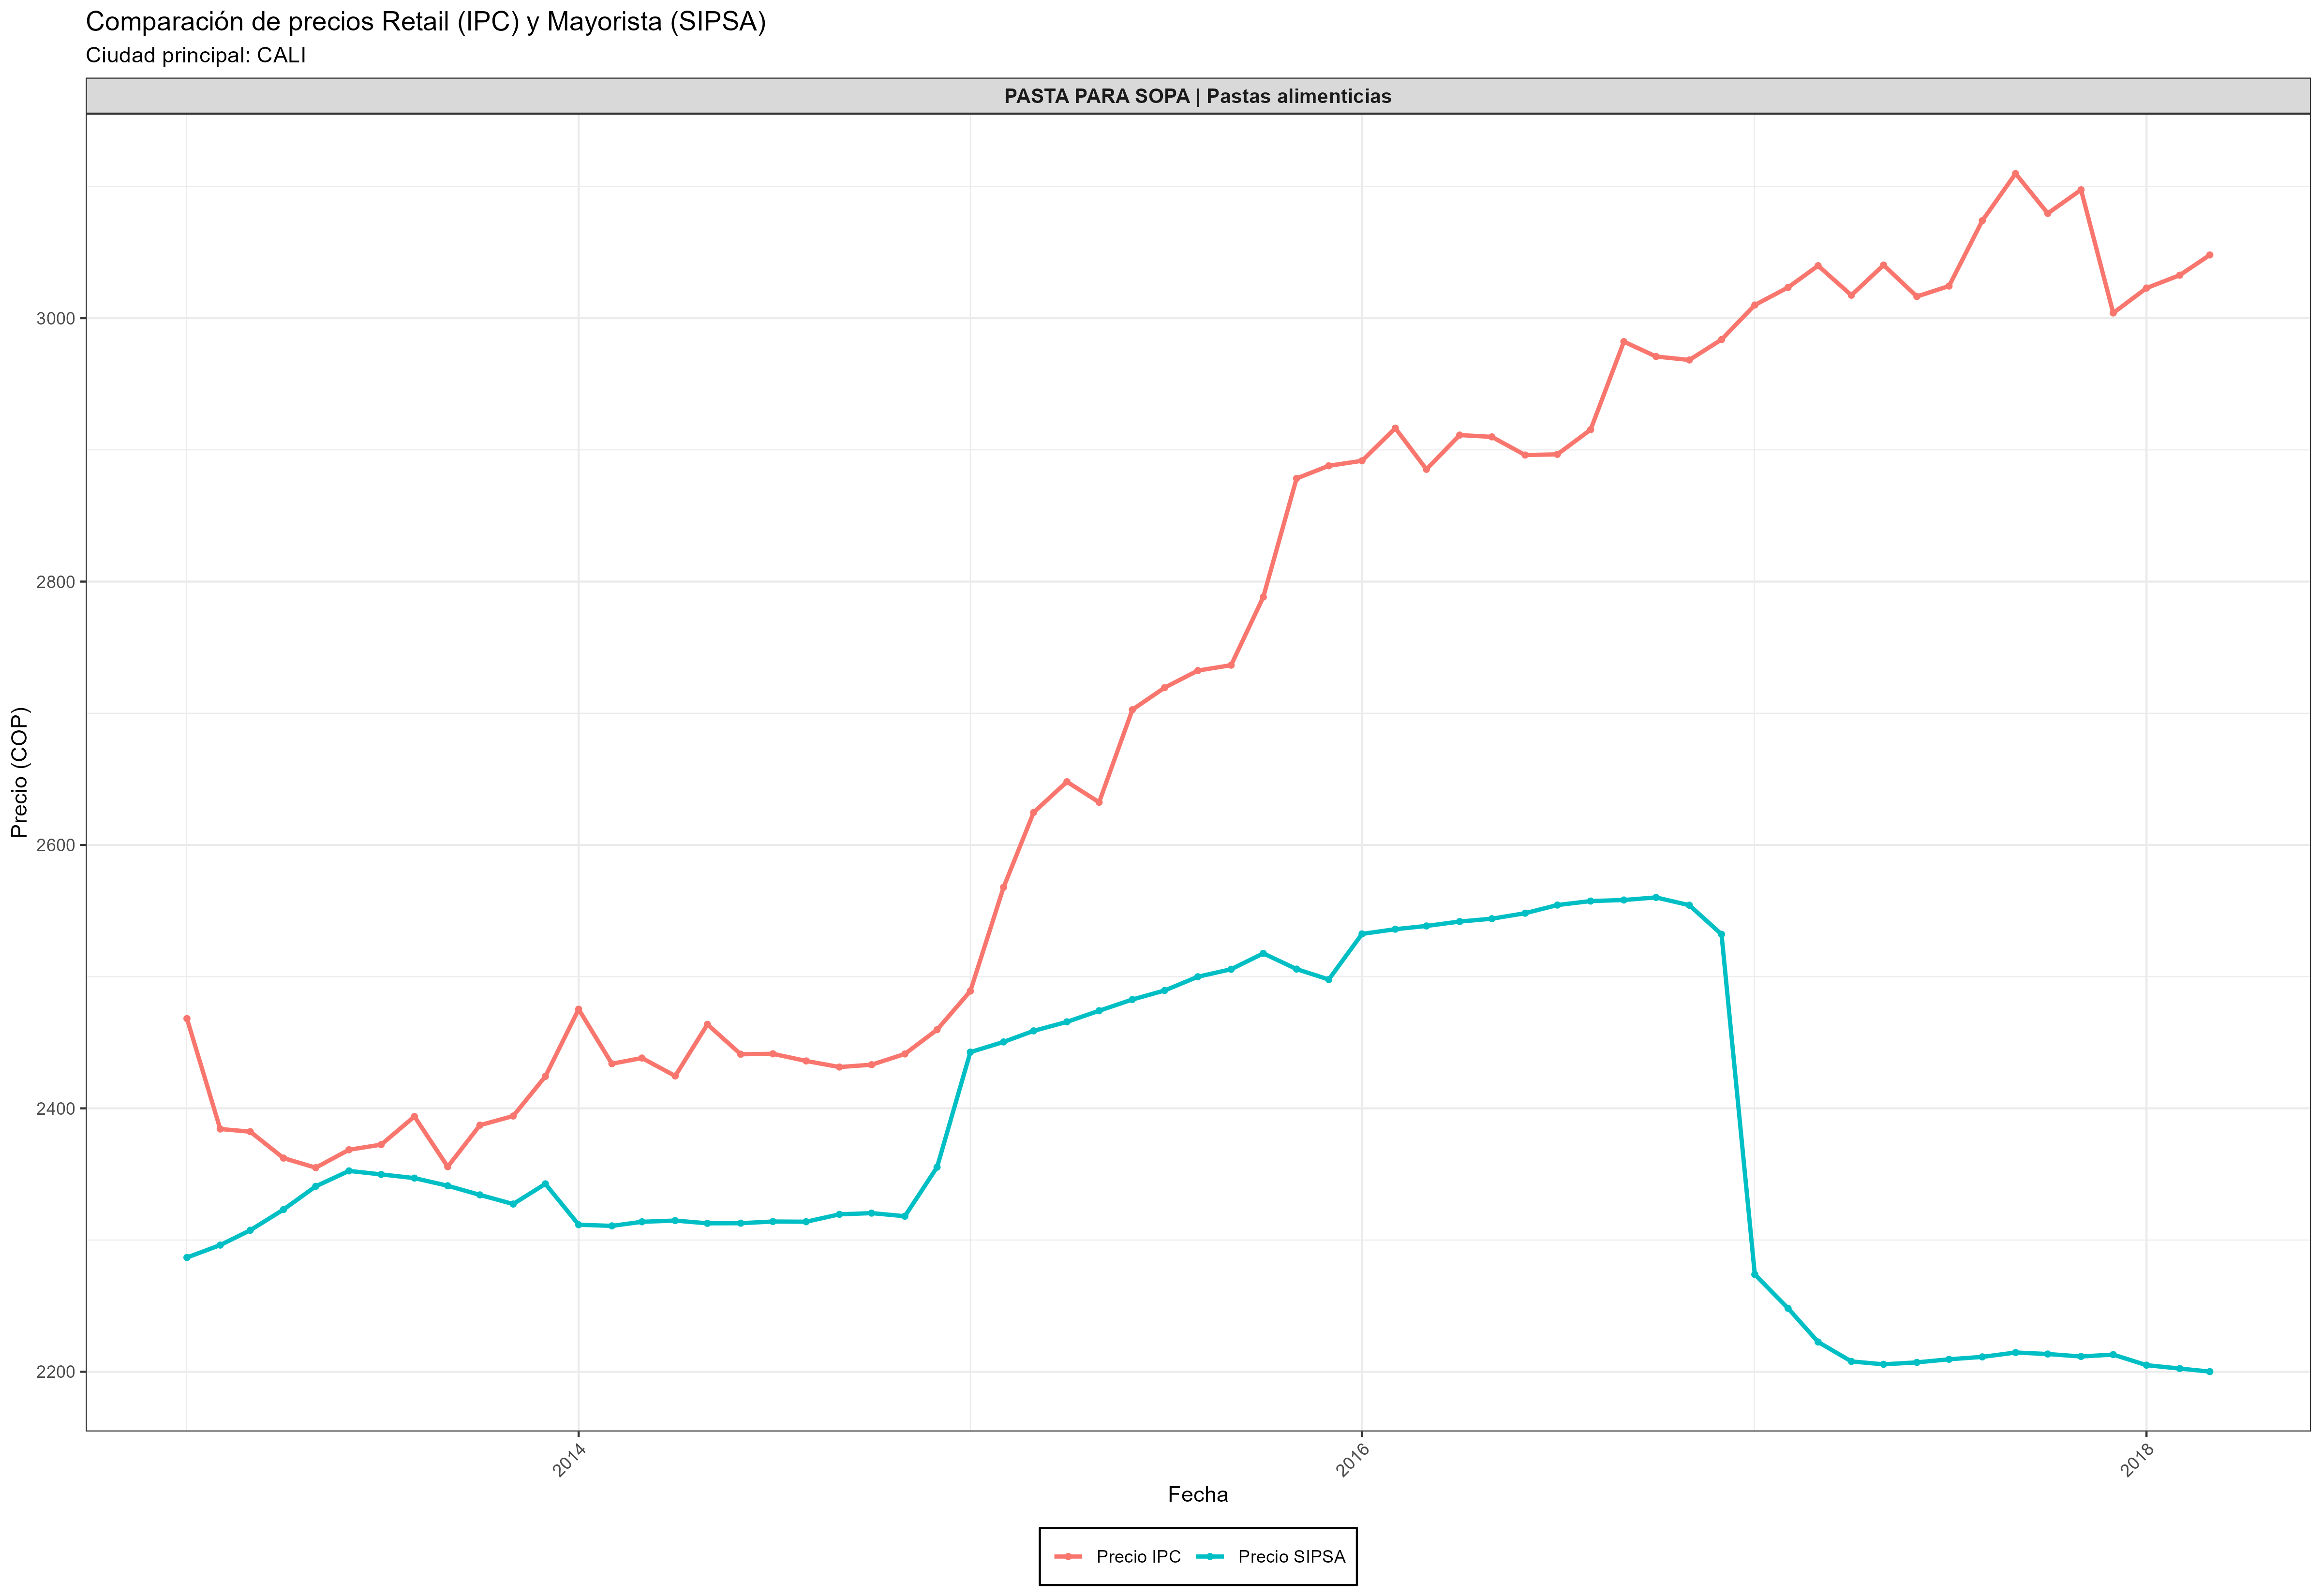 Comparación de precios Retail (IPC) y Mayorista (SIPSA)
Ciudad principal: CALI
PASTA PARA SOPA | Pastas alimenticias
Precio (COP)
3000
2800
2600
2400
2200
2014
2016
2018
Fecha
Precio IPC
Precio SIPSA